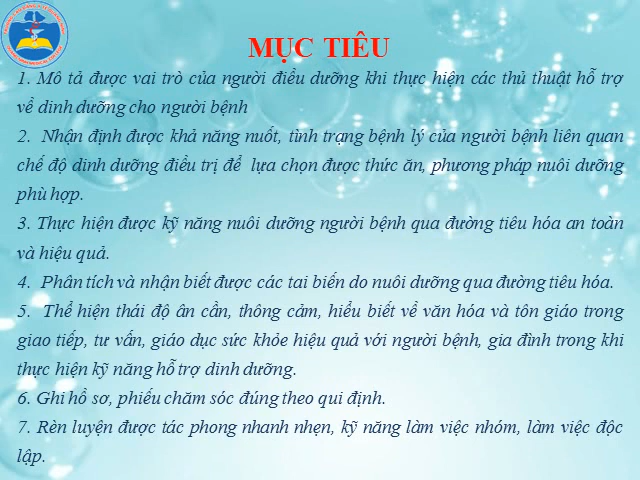 MỤC TIÊU
1. Mô tả được vai trò của người điều dưỡng khi thực hiện các thủ thuật hỗ trợ
về dinh dưỡng cho người bệnh
2. Nhận định được khả năng nuốt, tình trạng bệnh lý của người bệnh liên quan
chế độ dinh dưỡng điều trị để lựa chọn được thức ăn, phương pháp nuôi dưỡng
phù hợp.
3. Thực hiện được kỹ năng nuôi dưỡng người bệnh qua đường tiêu hóa an toàn
và hiệu quả.
4. Phân tích và nhận biết được các tai biến do nuôi dưỡng qua đường tiêu hóa.
5. Thể hiện thái độ ân cần, thông cảm, hiểu biết về văn hóa và tôn giáo trong
giao tiếp, tư vấn, giáo dục sức khỏe hiệu quả với người bệnh, gia đình trong khi
thực hiện kỹ năng hỗ trợ dinh dưỡng.
6. Ghi hồ sơ, phiếu chăm sóc đúng theo qui định.
7. Rèn luyện được tác phong nhanh nhẹn, kỹ năng làm việc nhóm, làm việc độc
lập.